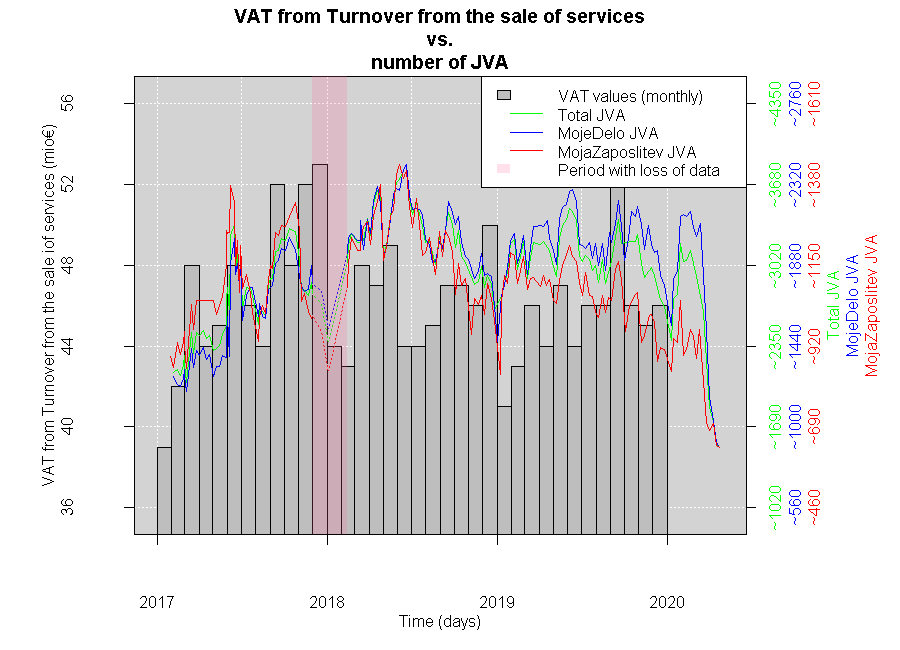 VAT from Turnover from the sale of services
vs.
number of JVA
VAT values (monthly)
Total JVA
MojeDelo JVA
MojaZaposlitev JVA
Period with loss of data
VAT from Turnover from the sale of services (mio€)
56
52
48
44
40
36
~4350
~3680
~3020
~2350
~1690
~1020
~2760
~2320
~1880
~1440
~1000
~560
~1610
~1380
~1150
~920
~690
~460
Total JVA
MojeDelo JVA
MojaZaposlitev JVA
2017
2018
2019
2020
Time (days)